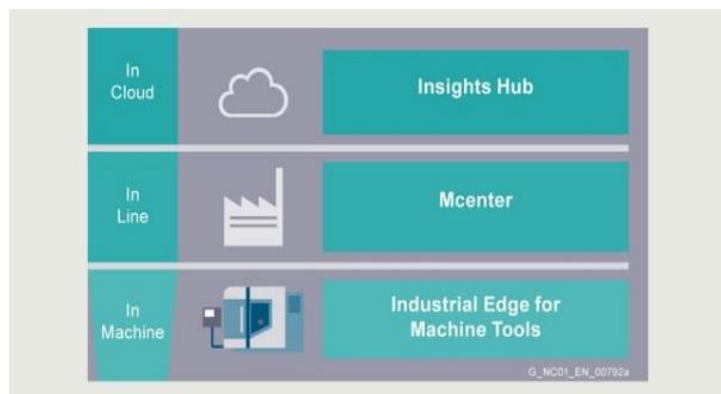 In
Cloud
Insights Hub
In
Line
Mcenter
In
Machine
Industrial Edge for
Machine Tools
G_NC01_EN_00792a